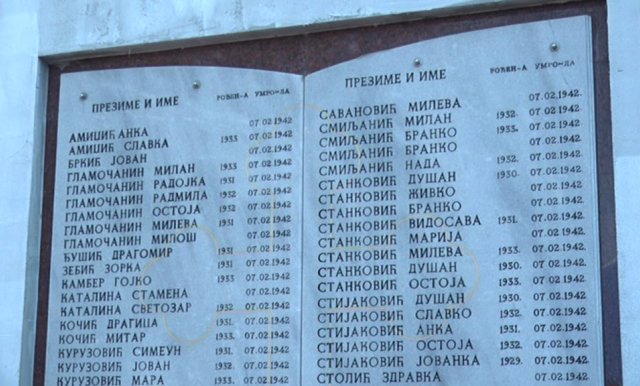 ПРЕЗИМЕ И ИМЕ РОЂЕН-А УМРО-ЛА
АМИЏИЋ АНКА 07 02 1942
АМИЏИЋ СЛАВКА 1933 07 02 1942
БРКИЋ ЈОВАН 07 02 1942
ГЛАМОЧАНИН МИЛАН 1933 07 02 1942
ГЛАМОЧАНИН РАДОЈКА 1931 07 02 1942
ГЛАМОЧАНИН РАДМИЛА 1932 07 02 1942
ГЛАМОЧАНИН ОСТОЈА 1932 07 02 1942
ГЛАМОЧАНИН МИЛЕВА 1931 07 02 1942
ГЛАМОЧАНИН МИЛОШ 07 02 1942
ЂУШИЋ ДРАГОМИР 1931 07 02 1942
ЗЕБИЋ ЗОРКА 1931 07 02 1942
КАМБЕР ГОЈКО 1933 07 02 1942
КАТАЛИНА СТАМЕНА 07 02 1942
КАТАЛИНА СВЕТОЗАР 1932 07 02 1942
КОЧИЋ ДРАГИЦА 1931. 07 02 1942
КОЧИЋ МИТАР 1933. 07 02 1942
КУРУЗОВИЋ СИМЕУН 1931. 07 02 1942
КУРУЗОВИЋ ЈОВАН 1932 07 02 1942
КУРУЗОВИЋ МАРА 1933. 07 02 1942
ПРЕЗИМЕ И ИМЕ РОЂЕН-А УМРО-ЛА
САВАНОВИЋ МИЛЕВА 07.02.1942.
СМИЉАНИЋ МИЛАН 1932. 07.02.1942.
СМИЉАНИЋ БРАНКО 1933. 07.02.1942.
СМИЉАНИЋ БРАНКО 07.02.1942.
СМИЉАНИЋ НАДА 1932. 07.02.1942.
СТАНКОВИЋ ДУШАН 1930. 07.02.1942.
СТАНКОВИЋ ЖИВКО 07.02.1942.
СТАНКОВИЋ БРАНКО 07.02.1942.
СТАНКОВИЋ ВИДОСАВА 1931. 07.02.1942.
СТАНКОВИЋ МАРИЈА 07.02.1942.
СТАНКОВИЋ МИЛЕВА 1933. 07.02.1942.
СТАНКОВИЋ ДУШАН 1930. 07.02.1942.
СТАНКОВИЋ ОСТОЈА 1933. 07.02.1942.
СТИЈАКОВИЋ ДУШАН 1930. 07.02.1942.
СТИЈАКОВИЋ СЛАВКО 1932. 07.02.1942.
СТИЈАКОВИЋ АНКА 1931. 07.02.1942.
СТИЈАКОВИЋ ОСТОЈА 1932. 07.02.1942.
СТИЈАКОВИЋ ЈОВАНКА 1929. 07.02.1942.
СТОЛИЋ ЗДРАВКА 07.02.1942.